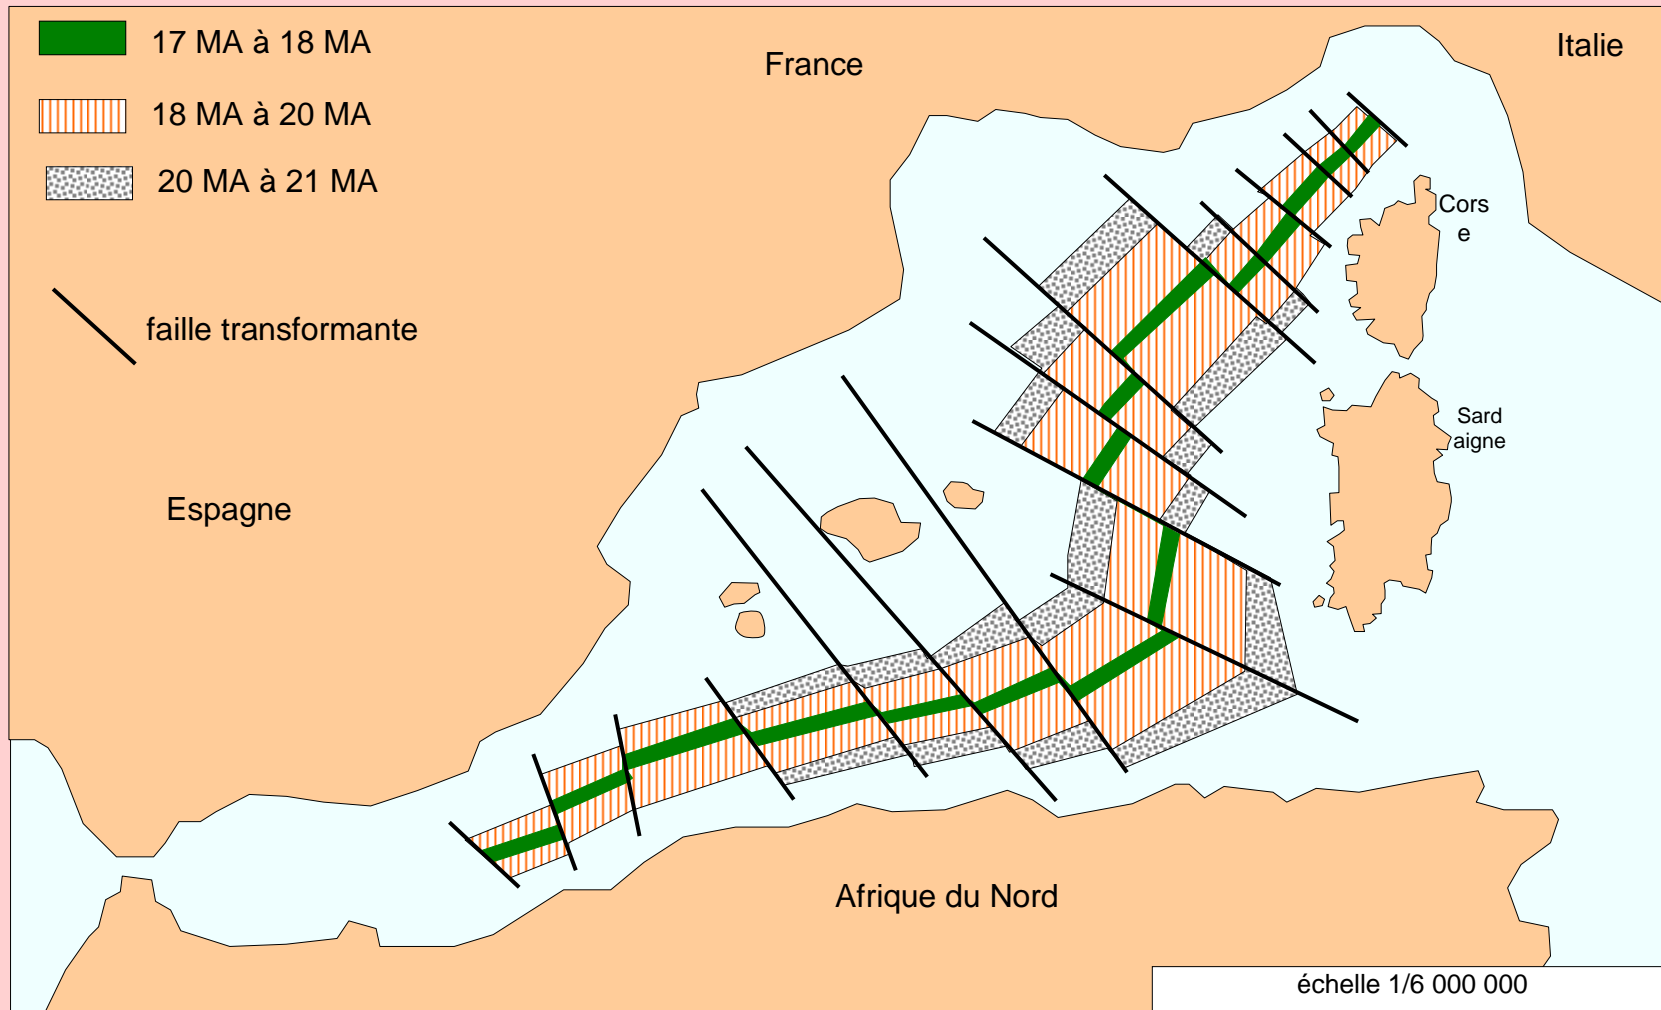 17 MA à 18 MA
18 MA à 20 MA
20 MA à 21 MA
faille transformante
France
Italie
Cors
e
Sard
aigne
Espagne
Afrique du Nord
échelle 1/6 000 000